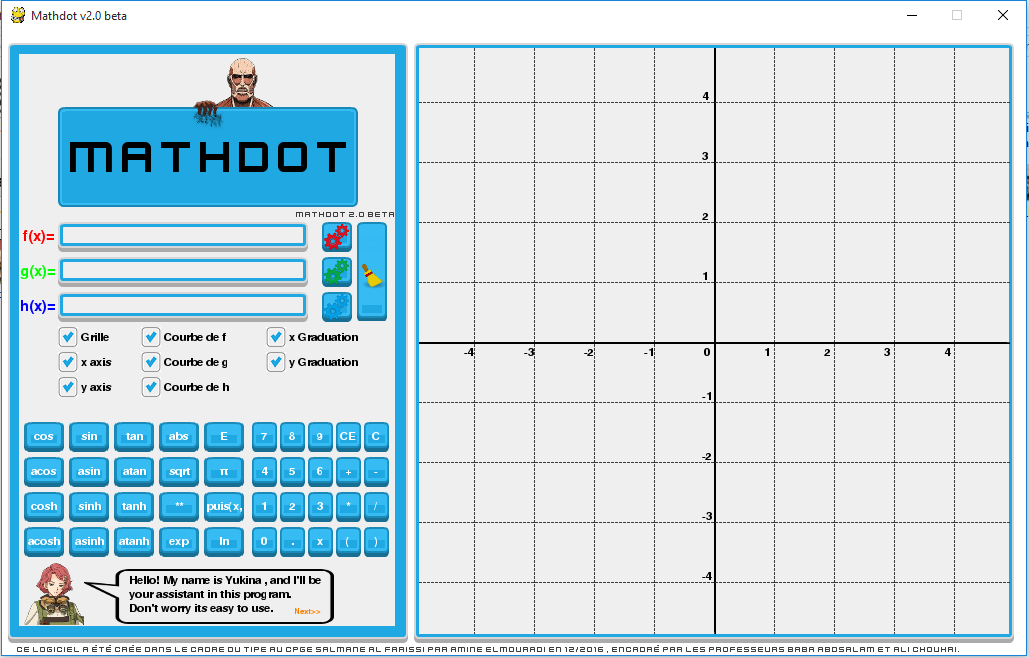 Mathdot v2.0 beta
MATHDOT
MATHDOT 2.0 BETA
f(x)=
g(x)=
h(x)=
Grille Courbe de f x Graduation
x axis Courbe de g y Graduation
y axis Courbe de h
cos sin tan abs E 7 8 9 CE C
acos asin atan sqrt π 4 5 6 + -
cosh sinh tanh ** puis(x, 1 2 3 * /
acosh asinh atanh exp ln 0 . x ( )
Hello! My name is Yukina , and I'll be
your assistant in this program.
Don't worry its easy to use. Next>>
4
3
2
1
-4 -3 -2 -1 0 1 2 3 4
-1
-2
-3
-4
CE LOGICIEL A ÉTÉ CRÉE DANS LE CADRE DU TIPE AU CPGE SALMANE AL FARISSI PAR AMINE ELMOURADI EN 12/2016 , ENCADRÉ PAR LES PROFESSEURS BABA ABDSALAM ET ALI CHOUHAI.